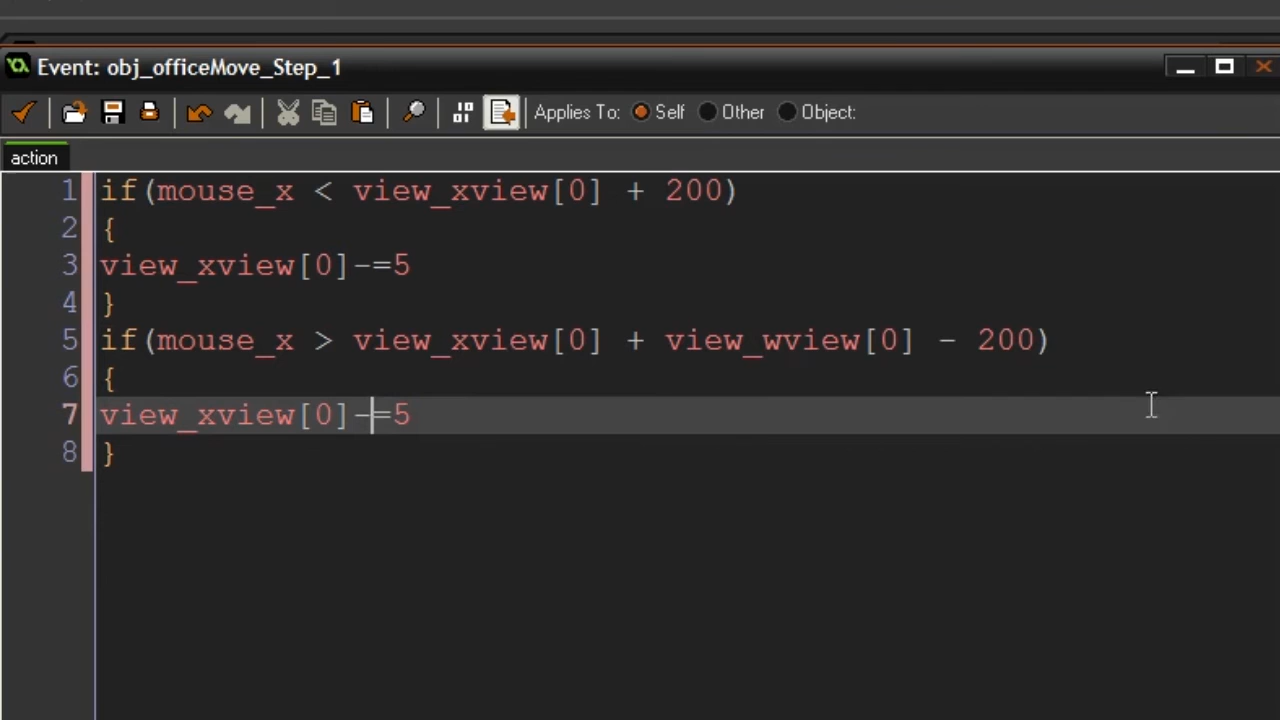 Event: obj_officeMove_Step_1
Applies To: Self Other Object:
action
1 if(mouse_x < view_xview[0] + 200)
2 {
3 view_xview[0]-=5
4 }
5 if(mouse_x > view_xview[0] + view_wview[0] - 200)
6 {
7 view_xview[0]-=5
8 }